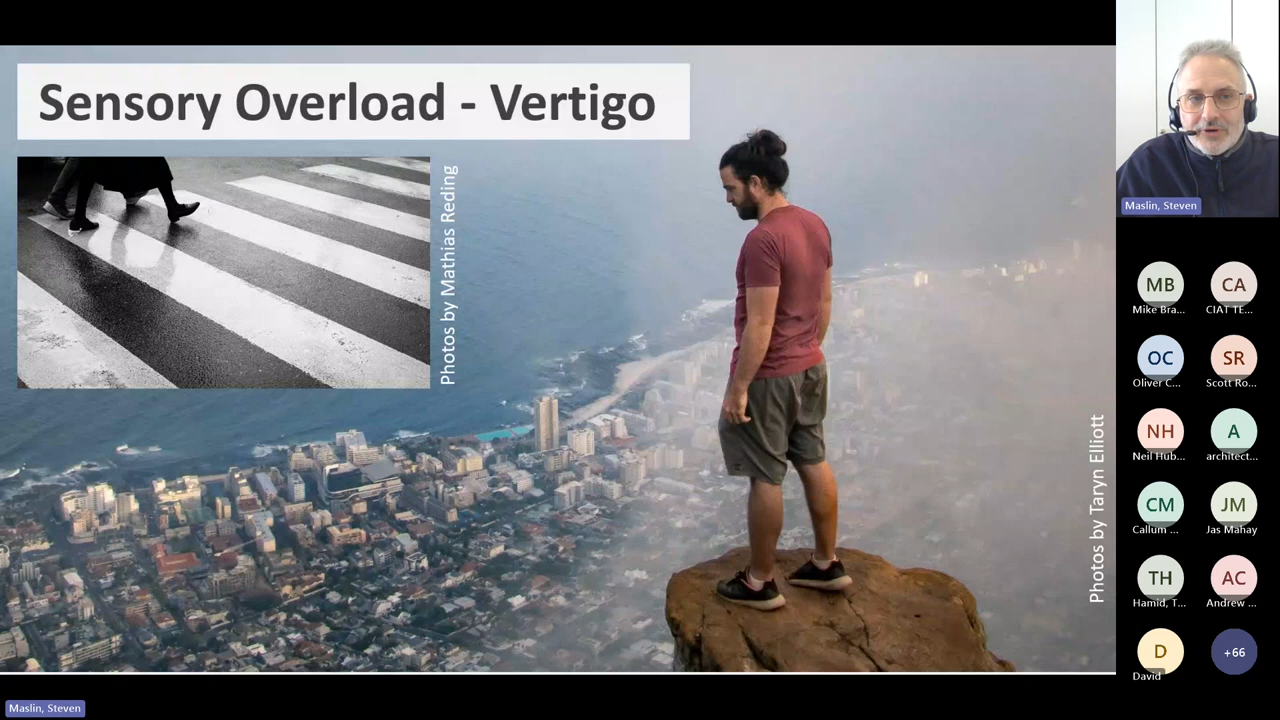 Sensory Overload - Vertigo
Photos by Mathias Reding
Photos by Taryn Elliott
Maslin, Steven
MB
Mike Bra...
CA
CIAT TE...
OC
Oliver C...
SR
Scott Ro...
NH
Neil Hub...
A
architect...
CM
Callum ...
JM
Jas Mahay
TH
Hamid, T...
AC
Andrew ...
D
David
+66
Maslin, Steven